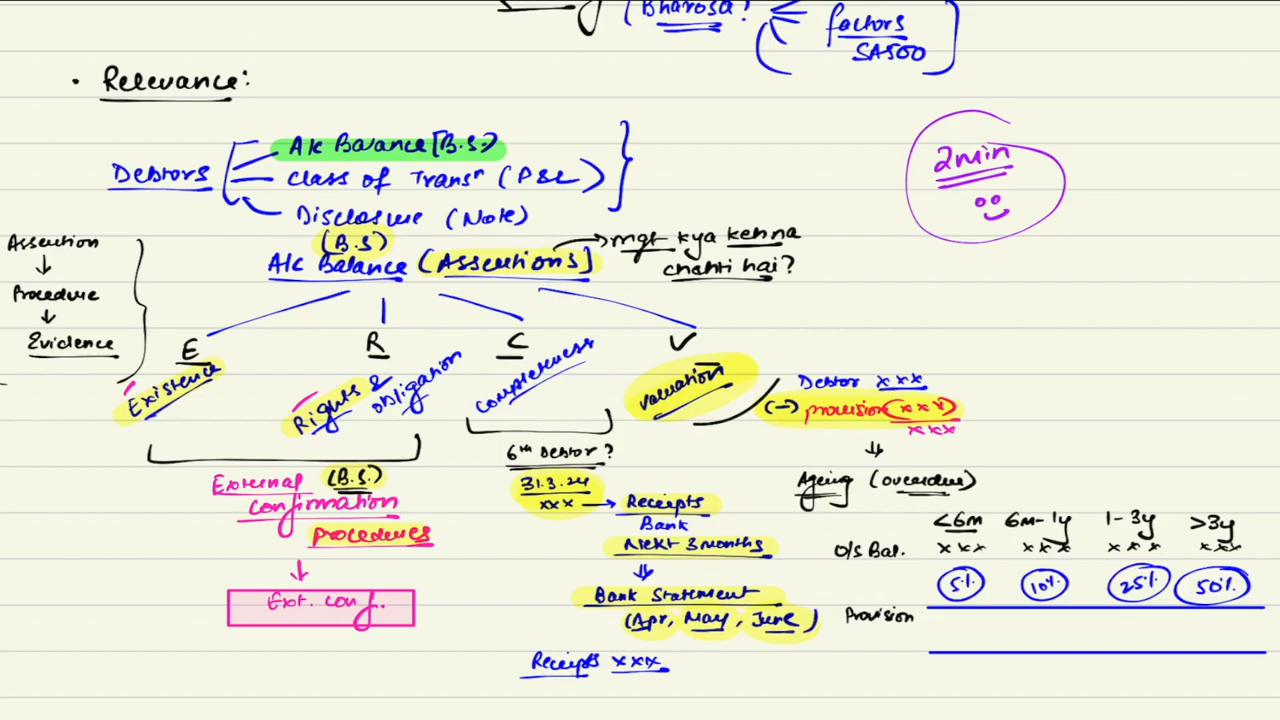 (Bharosa?
factors
SA500
• Relevance:
Debtors
A/c Balance [B.S.)
Class of Transn (P&L)
Disclosure (Note)
(B.S)
A/c Balance (Assertions]
mgt kya kehna
chahti hai?
2min
Assertion
↓
Procedure
↓
Evidence
E
Existence
R
Rights &
obligation
C
completeness
V
valuation
Debtor xxx
(-) provision (xxx)
xxx
Ageing (overdue)
<6m 6m-1y 1-3y >3y
O/s Bal. xxx xxx xxx xxx
5% 10% 25% 50%
Provision
External (B.S.)
confirmation
procedures
Ext. conf.
6th Debtor?
31.3.24
xxx → Receipts
Bank
Next 3months
Bank Statement
(Apr, May, June)
Receipts xxx